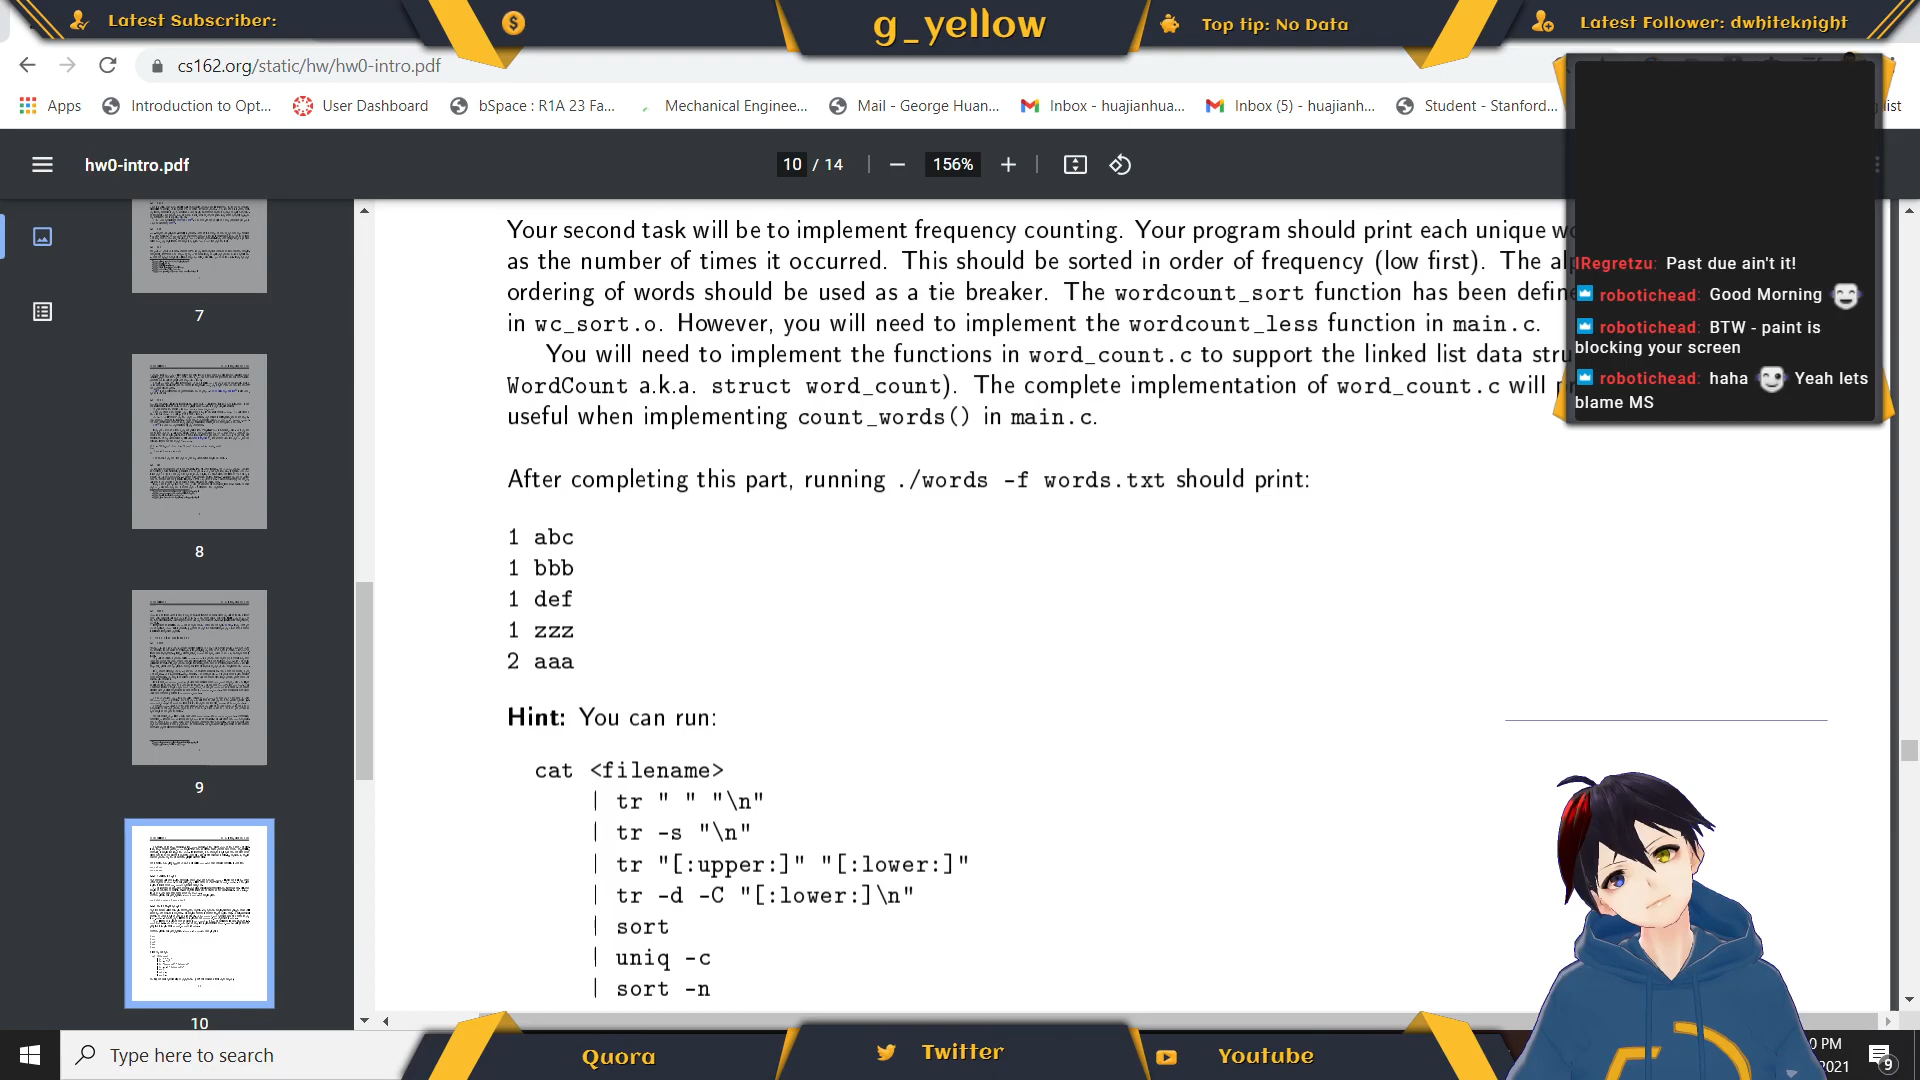 Latest Subscriber:
g_yellow
Top tip: No Data
Latest Follower: dwhiteknight
cs162.org/static/hw/hw0-intro.pdf
Apps
Introduction to Opt...
User Dashboard
bSpace : R1A 23 Fa...
Mechanical Enginee...
Mail - George Huan...
Inbox - huajianhua...
Inbox (5) - huajianh...
Student - Stanford...
ist
hw0-intro.pdf
10 / 14
156%
7
8
9
10
Your second task will be to implement frequency counting. Your program should print each unique wo
as the number of times it occurred. This should be sorted in order of frequency (low first). The al
ordering of words should be used as a tie breaker. The wordcount_sort function has been define
in wc_sort.o. However, you will need to implement the wordcount_less function in main.c.
You will need to implement the functions in word_count.c to support the linked list data stru
WordCount a.k.a. struct word_count). The complete implementation of word_count.c will
useful when implementing count_words() in main.c.
After completing this part, running ./words -f words.txt should print:
1 abc
1 bbb
1 def
1 zzz
2 aaa
Hint: You can run:
cat <filename>
| tr " " "\n"
| tr -s "\n"
| tr "[:upper:]" "[:lower:]"
| tr -d -C "[:lower:]\n"
| sort
| uniq -c
| sort -n
IRegretzu: Past due ain't it!
robotichead: Good Morning
robotichead: BTW - paint is
blocking your screen
robotichead: haha Yeah lets
blame MS
Type here to search
Quora
Twitter
Youtube
0 PM
2021
9